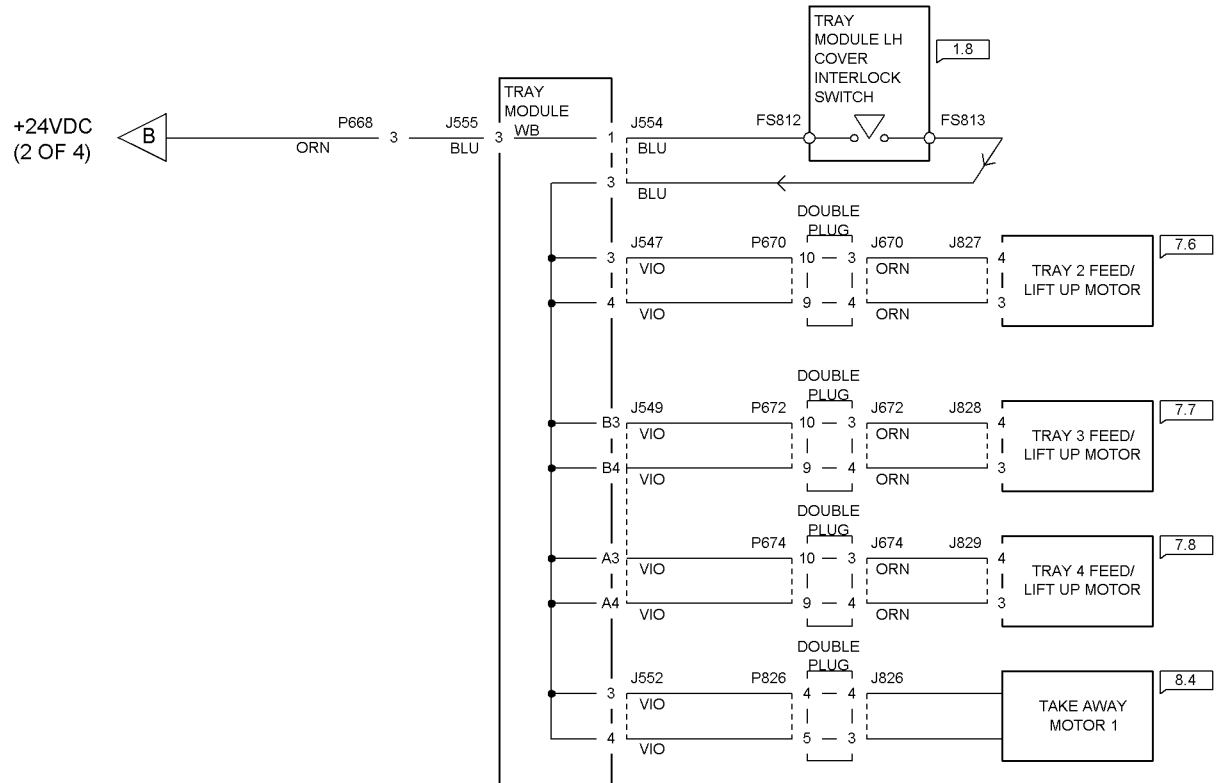 TRAY
MODULE LH
COVER
INTERLOCK
SWITCH
1.8
TRAY
MODULE
WB
+24VDC
(2 OF 4)
B
P668
3
J555
3
1
J554
FS812
FS813
ORN
BLU
BLU
3
BLU
DOUBLE
PLUG
J547
P670
J670
J827
7.6
3
VIO
10 — 3
ORN
4
4
VIO
9 — 4
ORN
3
TRAY 2 FEED/
LIFT UP MOTOR
DOUBLE
PLUG
J549
P672
J672
J828
7.7
B3
VIO
10 — 3
ORN
4
B4
VIO
9 — 4
ORN
3
TRAY 3 FEED/
LIFT UP MOTOR
DOUBLE
PLUG
P674
J674
J829
7.8
A3
VIO
10 — 3
ORN
4
A4
VIO
9 — 4
ORN
3
TRAY 4 FEED/
LIFT UP MOTOR
DOUBLE
PLUG
J552
P826
J826
8.4
3
VIO
4 — 4
4
VIO
5 — 3
TAKE AWAY
MOTOR 1